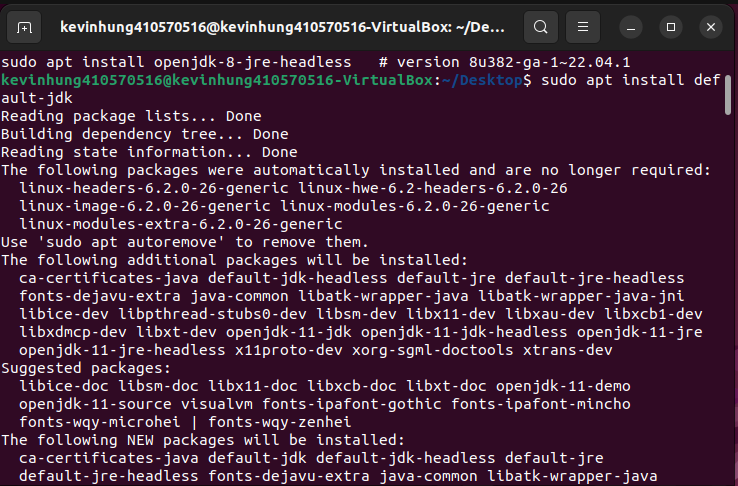 kevinhung410570516@kevinhung410570516-VirtualBox: ~/De...
sudo apt install openjdk-8-jre-headless   # version 8u382-ga-1~22.04.1
kevinhung410570516@kevinhung410570516-VirtualBox:~/Desktop$ sudo apt install def
ault-jdk
Reading package lists... Done
Building dependency tree... Done
Reading state information... Done
The following packages were automatically installed and are no longer required:
  linux-headers-6.2.0-26-generic linux-hwe-6.2-headers-6.2.0-26
  linux-image-6.2.0-26-generic linux-modules-6.2.0-26-generic
  linux-modules-extra-6.2.0-26-generic
Use 'sudo apt autoremove' to remove them.
The following additional packages will be installed:
  ca-certificates-java default-jdk-headless default-jre default-jre-headless
  fonts-dejavu-extra java-common libatk-wrapper-java libatk-wrapper-java-jni
  libice-dev libpthread-stubs0-dev libsm-dev libx11-dev libxau-dev libxcb1-dev
  libxdmcp-dev libxt-dev openjdk-11-jdk openjdk-11-jdk-headless openjdk-11-jre
  openjdk-11-jre-headless x11proto-dev xorg-sgml-doctools xtrans-dev
Suggested packages:
  libice-doc libsm-doc libx11-doc libxcb-doc libxt-doc openjdk-11-demo
  openjdk-11-source visualvm fonts-ipafont-gothic fonts-ipafont-mincho
  fonts-wqy-microhei | fonts-wqy-zenhei
The following NEW packages will be installed:
  ca-certificates-java default-jdk default-jdk-headless default-jre
  default-jre-headless fonts-dejavu-extra java-common libatk-wrapper-java